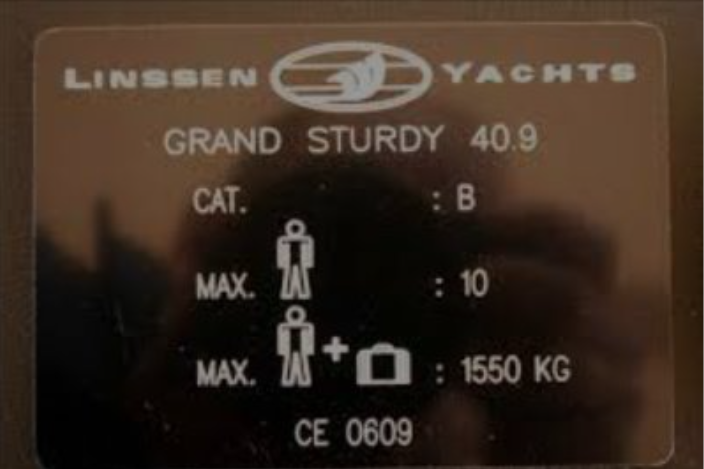 LINSSEN YACHTS
GRAND STURDY 40.9
CAT. : B
MAX. : 10
MAX. + : 1550 KG
CE 0609